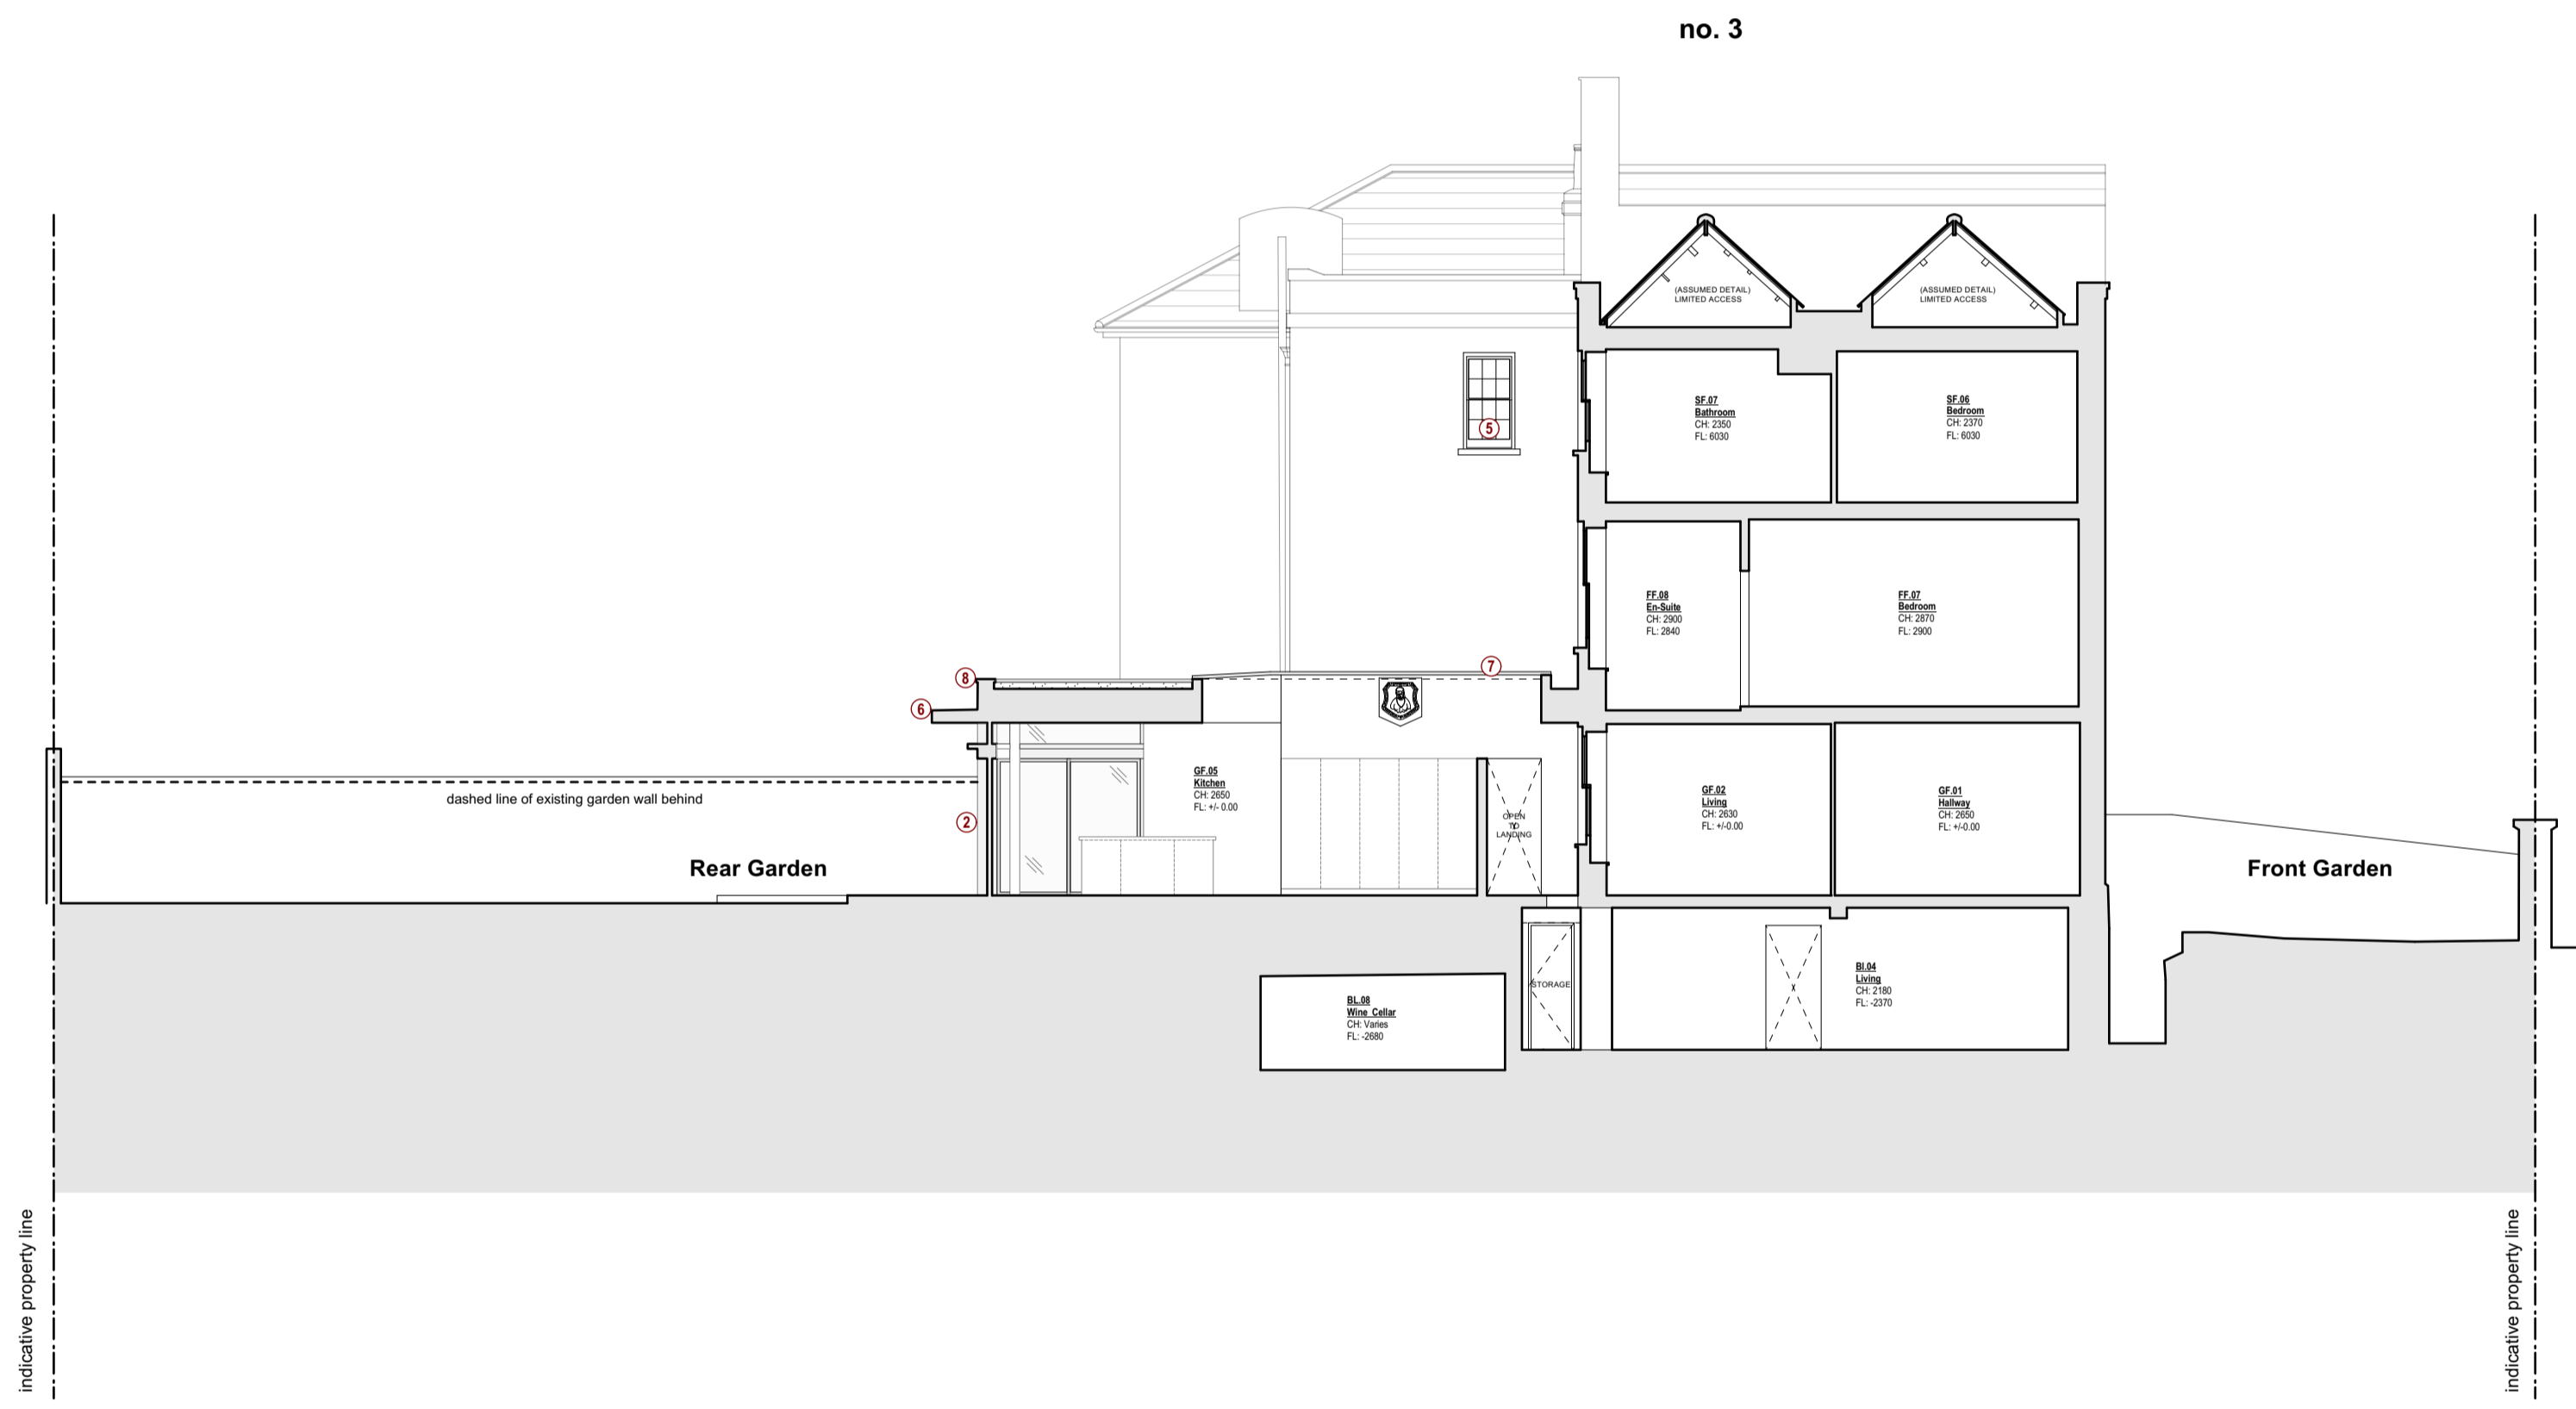 no. 3
(ASSUMED DETAIL)
LIMITED ACCESS
(ASSUMED DETAIL)
LIMITED ACCESS
SF.07
Bathroom
CH: 2350
FL: 6030
SF.06
Bedroom
CH: 2370
FL: 6030
5
FF.08
En-Suite
CH: 2900
FL: 2840
FF.07
Bedroom
CH: 2870
FL: 2900
7
8
6
GF.05
Kitchen
CH: 2650
FL: +/- 0.00
dashed line of existing garden wall behind
2
OPEN
TO
LANDING
GF.02
Living
CH: 2630
FL: +/-0.00
GF.01
Hallway
CH: 2650
FL: +/-0.00
Rear Garden
Front Garden
BL.08
Wine Cellar
CH: Varies
FL: -2680
STORAGE
BI.04
Living
CH: 2180
FL: -2370
indicative property line
indicative property line